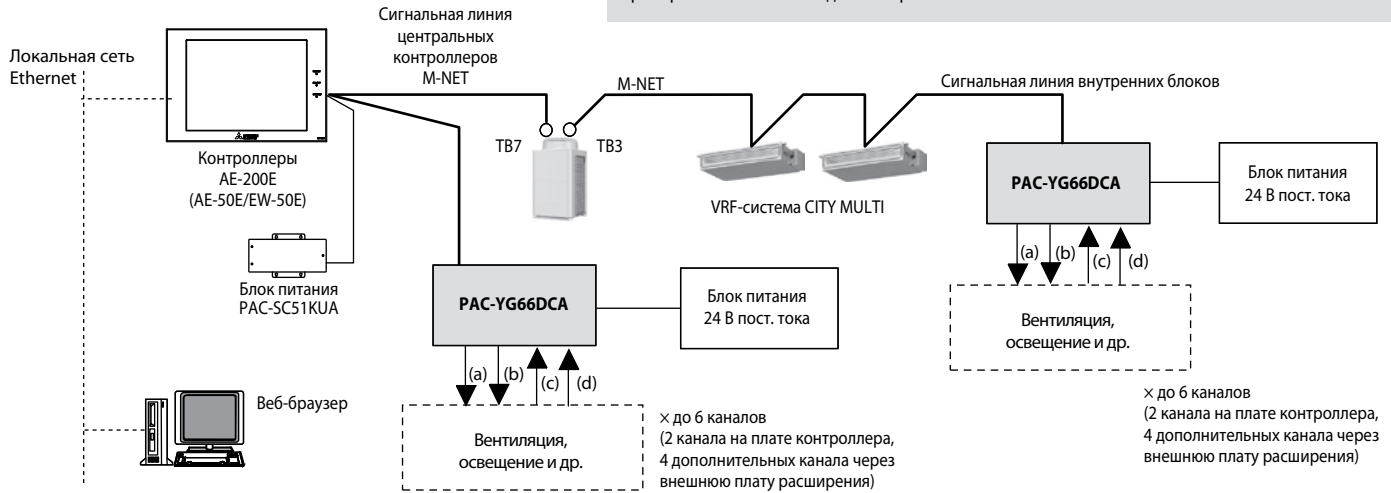 Сигнальная линия
центральных
контроллеров
M-NET
Локальная сеть
Ethernet
M-NET
Сигнальная линия внутренних блоков
TB7
TB3
Контроллеры
AE-200E
(AE-50E/EW-50E)
VRF-система CITY MULTI
PAC-YG66DCA
Блок питания
24 В пост. тока
(a)
(b)
(c)
(d)
Вентиляция,
освещение и др.
× до 6 каналов
(2 канала на плате контроллера,
4 дополнительных канала через
внешнюю плату расширения)
Блок питания
PAC-SC51KUA
PAC-YG66DCA
Блок питания
24 В пост. тока
(a)
(b)
(c)
(d)
Вентиляция,
освещение и др.
× до 6 каналов
(2 канала на плате контроллера,
4 дополнительных канала через
внешнюю плату расширения)
Веб-браузер